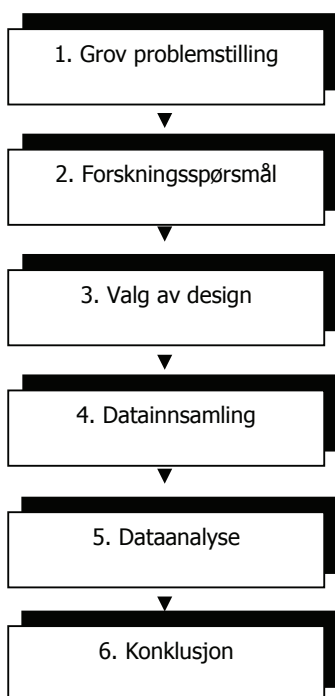 1. Grov problemstilling
2. Forskningsspørsmål
3. Valg av design
4. Datainnsamling
5. Dataanalyse
6. Konklusjon